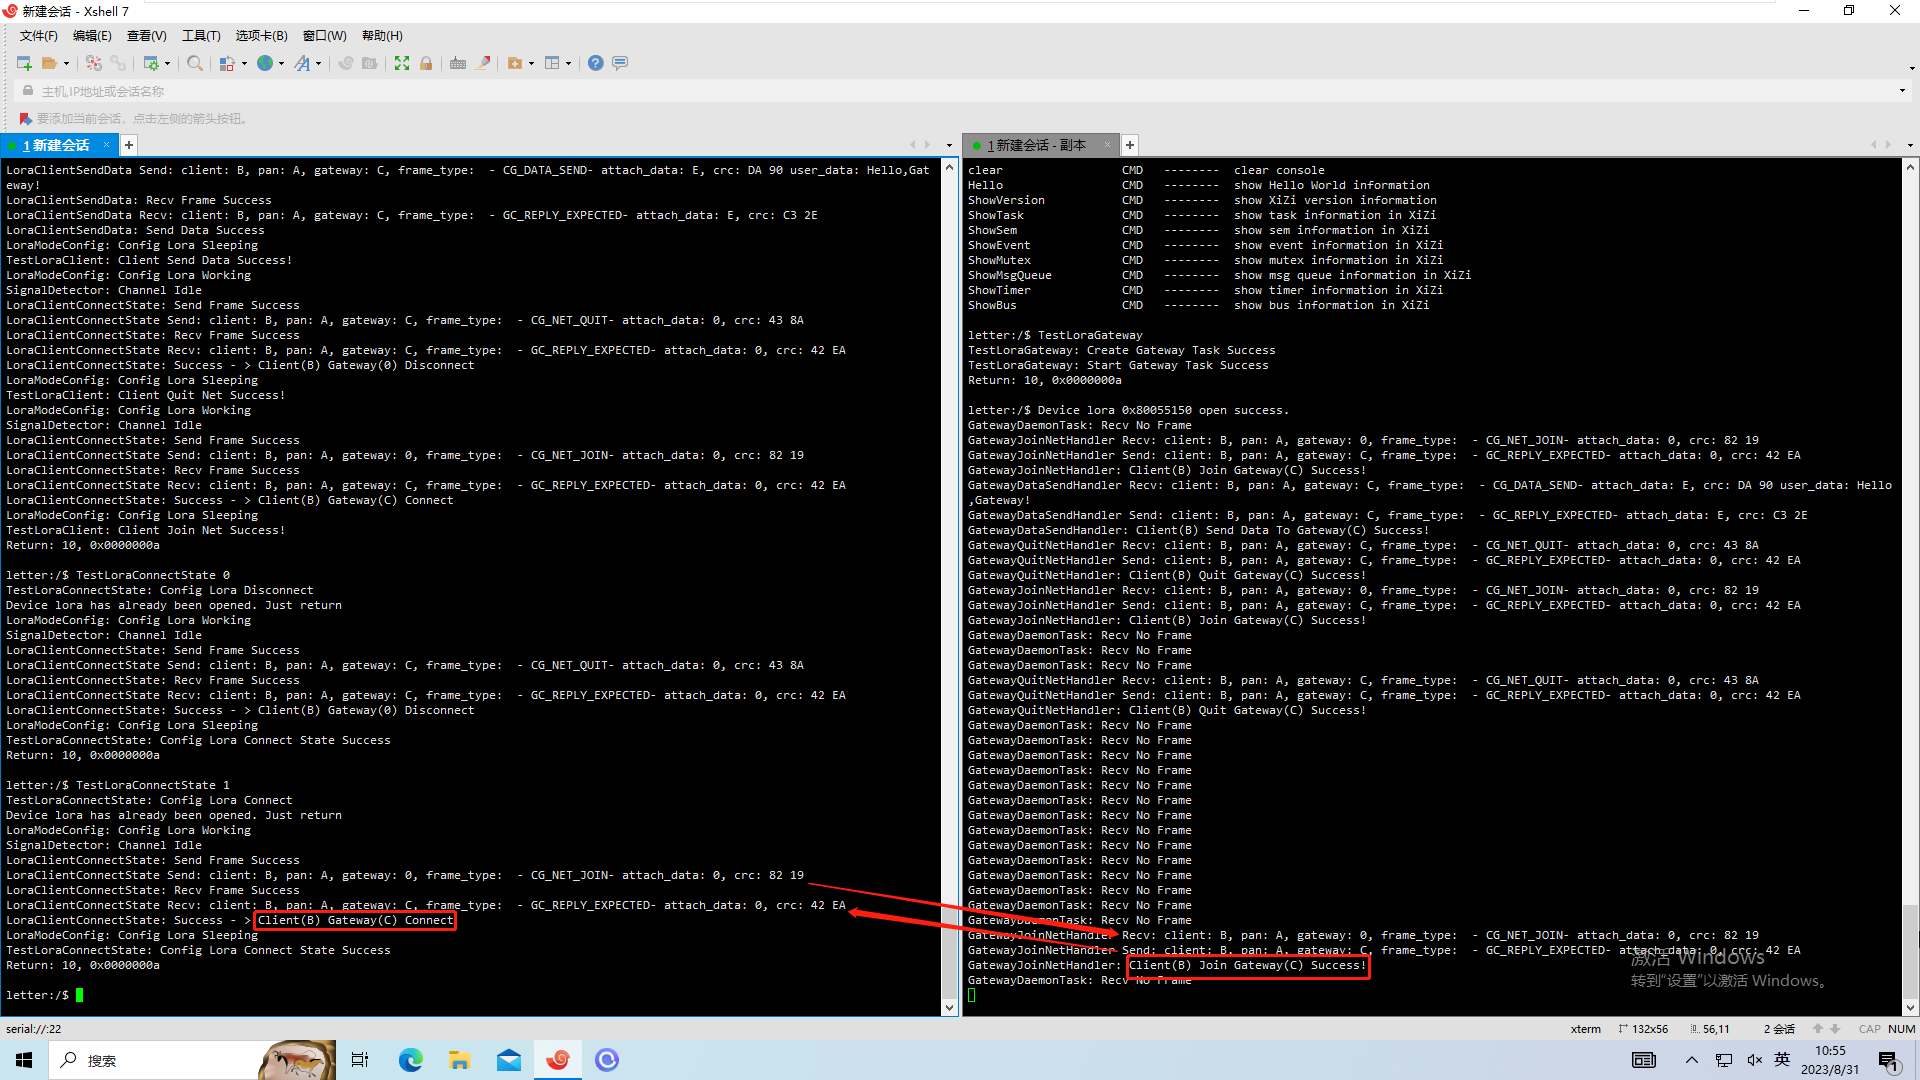 新建会话 - Xshell 7
文件(F) 编辑(E) 查看(V) 工具(T) 选项卡(B) 窗口(W) 帮助(H)
主机,IP地址或会话名称
要添加当前会话，点击左侧的箭头按钮。
1 新建会话
LoraClientSendData Send: client: B, pan: A, gateway: C, frame_type:  - CG_DATA_SEND- attach_data: E, crc: DA 90 user_data: Hello,Gat
eway!
LoraClientSendData: Recv Frame Success
LoraClientSendData Recv: client: B, pan: A, gateway: C, frame_type:  - GC_REPLY_EXPECTED- attach_data: E, crc: C3 2E
LoraClientSendData: Send Data Success
LoraModeConfig: Config Lora Sleeping
TestLoraClient: Client Send Data Success!
LoraModeConfig: Config Lora Working
SignalDetector: Channel Idle
LoraClientConnectState: Send Frame Success
LoraClientConnectState Send: client: B, pan: A, gateway: C, frame_type:  - CG_NET_QUIT- attach_data: 0, crc: 43 8A
LoraClientConnectState: Recv Frame Success
LoraClientConnectState Recv: client: B, pan: A, gateway: C, frame_type:  - GC_REPLY_EXPECTED- attach_data: 0, crc: 42 EA
LoraClientConnectState: Success - > Client(B) Gateway(0) Disconnect
LoraModeConfig: Config Lora Sleeping
TestLoraClient: Client Quit Net Success!
LoraModeConfig: Config Lora Working
SignalDetector: Channel Idle
LoraClientConnectState: Send Frame Success
LoraClientConnectState Send: client: B, pan: A, gateway: 0, frame_type:  - CG_NET_JOIN- attach_data: 0, crc: 82 19
LoraClientConnectState: Recv Frame Success
LoraClientConnectState Recv: client: B, pan: A, gateway: C, frame_type:  - GC_REPLY_EXPECTED- attach_data: 0, crc: 42 EA
LoraClientConnectState: Success - > Client(B) Gateway(C) Connect
LoraModeConfig: Config Lora Sleeping
TestLoraClient: Client Join Net Success!
Return: 10, 0x0000000a
letter:/$ TestLoraConnectState 0
TestLoraConnectState: Config Lora Disconnect
Device lora has already been opened. Just return
LoraModeConfig: Config Lora Working
SignalDetector: Channel Idle
LoraClientConnectState: Send Frame Success
LoraClientConnectState Send: client: B, pan: A, gateway: C, frame_type:  - CG_NET_QUIT- attach_data: 0, crc: 43 8A
LoraClientConnectState: Recv Frame Success
LoraClientConnectState Recv: client: B, pan: A, gateway: C, frame_type:  - GC_REPLY_EXPECTED- attach_data: 0, crc: 42 EA
LoraClientConnectState: Success - > Client(B) Gateway(0) Disconnect
LoraModeConfig: Config Lora Sleeping
TestLoraConnectState: Config Lora Connect State Success
Return: 10, 0x0000000a
letter:/$ TestLoraConnectState 1
TestLoraConnectState: Config Lora Connect
Device lora has already been opened. Just return
LoraModeConfig: Config Lora Working
SignalDetector: Channel Idle
LoraClientConnectState: Send Frame Success
LoraClientConnectState Send: client: B, pan: A, gateway: 0, frame_type:  - CG_NET_JOIN- attach_data: 0, crc: 82 19
LoraClientConnectState: Recv Frame Success
LoraClientConnectState Recv: client: B, pan: A, gateway: C, frame_type:  - GC_REPLY_EXPECTED- attach_data: 0, crc: 42 EA
LoraClientConnectState: Success - > Client(B) Gateway(C) Connect
LoraModeConfig: Config Lora Sleeping
TestLoraConnectState: Config Lora Connect State Success
Return: 10, 0x0000000a
letter:/$
1 新建会话 - 副本
clear CMD -------- clear console
Hello CMD -------- show Hello World information
ShowVersion CMD -------- show XiZi version information
ShowTask CMD -------- show task information in XiZi
ShowSem CMD -------- show sem information in XiZi
ShowEvent CMD -------- show event information in XiZi
ShowMutex CMD -------- show mutex information in XiZi
ShowMsgQueue CMD -------- show msg queue information in XiZi
ShowTimer CMD -------- show timer information in XiZi
ShowBus CMD -------- show bus information in XiZi
letter:/$ TestLoraGateway
TestLoraGateway: Create Gateway Task Success
TestLoraGateway: Start Gateway Task Success
Return: 10, 0x0000000a
letter:/$ Device lora 0x80055150 open success.
GatewayDaemonTask: Recv No Frame
GatewayJoinNetHandler Recv: client: B, pan: A, gateway: 0, frame_type:  - CG_NET_JOIN- attach_data: 0, crc: 82 19
GatewayJoinNetHandler Send: client: B, pan: A, gateway: C, frame_type:  - GC_REPLY_EXPECTED- attach_data: 0, crc: 42 EA
GatewayJoinNetHandler: Client(B) Join Gateway(C) Success!
GatewayDataSendHandler Recv: client: B, pan: A, gateway: C, frame_type:  - CG_DATA_SEND- attach_data: E, crc: DA 90 user_data: Hello
,Gateway!
GatewayDataSendHandler Send: client: B, pan: A, gateway: C, frame_type:  - GC_REPLY_EXPECTED- attach_data: E, crc: C3 2E
GatewayDataSendHandler: Client(B) Send Data To Gateway(C) Success!
GatewayQuitNetHandler Recv: client: B, pan: A, gateway: C, frame_type:  - CG_NET_QUIT- attach_data: 0, crc: 43 8A
GatewayQuitNetHandler Send: client: B, pan: A, gateway: C, frame_type:  - GC_REPLY_EXPECTED- attach_data: 0, crc: 42 EA
GatewayQuitNetHandler: Client(B) Quit Gateway(C) Success!
GatewayJoinNetHandler Recv: client: B, pan: A, gateway: 0, frame_type:  - CG_NET_JOIN- attach_data: 0, crc: 82 19
GatewayJoinNetHandler Send: client: B, pan: A, gateway: C, frame_type:  - GC_REPLY_EXPECTED- attach_data: 0, crc: 42 EA
GatewayJoinNetHandler: Client(B) Join Gateway(C) Success!
GatewayDaemonTask: Recv No Frame
GatewayDaemonTask: Recv No Frame
GatewayDaemonTask: Recv No Frame
GatewayQuitNetHandler Recv: client: B, pan: A, gateway: C, frame_type:  - CG_NET_QUIT- attach_data: 0, crc: 43 8A
GatewayQuitNetHandler Send: client: B, pan: A, gateway: C, frame_type:  - GC_REPLY_EXPECTED- attach_data: 0, crc: 42 EA
GatewayQuitNetHandler: Client(B) Quit Gateway(C) Success!
GatewayDaemonTask: Recv No Frame
GatewayDaemonTask: Recv No Frame
GatewayDaemonTask: Recv No Frame
GatewayDaemonTask: Recv No Frame
GatewayDaemonTask: Recv No Frame
GatewayDaemonTask: Recv No Frame
GatewayDaemonTask: Recv No Frame
GatewayDaemonTask: Recv No Frame
GatewayDaemonTask: Recv No Frame
GatewayDaemonTask: Recv No Frame
GatewayDaemonTask: Recv No Frame
GatewayDaemonTask: Recv No Frame
GatewayDaemonTask: Recv No Frame
GatewayDaemonTask: Recv No Frame
GatewayJoinNetHandler Recv: client: B, pan: A, gateway: 0, frame_type:  - CG_NET_JOIN- attach_data: 0, crc: 82 19
GatewayJoinNetHandler Send: client: B, pan: A, gateway: C, frame_type:  - GC_REPLY_EXPECTED- attach_data: 0, crc: 42 EA
GatewayJoinNetHandler: Client(B) Join Gateway(C) Success!
GatewayDaemonTask: Recv No Frame
激活 Windows
转到“设置”以激活 Windows。
serial://:22
xterm 132x56 56,11 2 会话 CAP NUM
搜索
英
10:55
2023/8/31
1